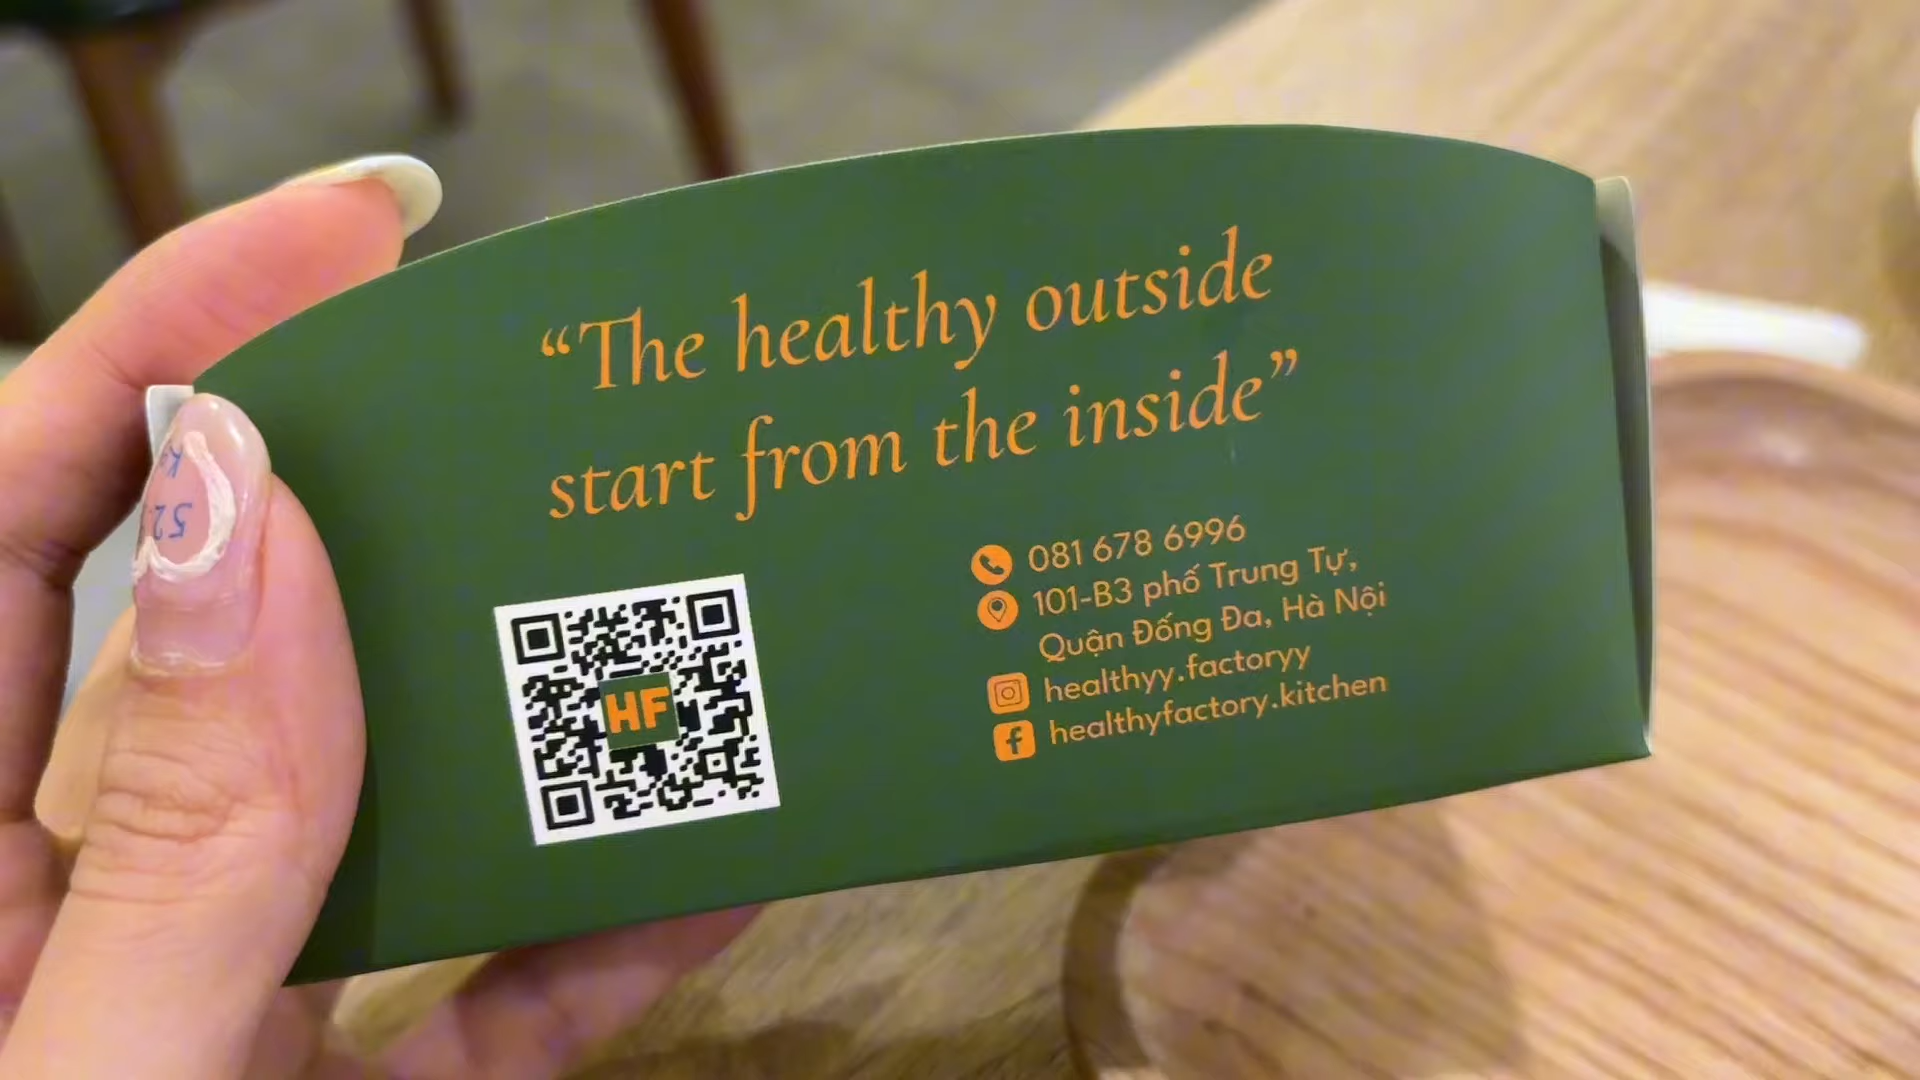 “The healthy outside
start from the inside”
081 678 6996
101-B3 phố Trung Tự,
Quận Đống Đa, Hà Nội
healthyy.factoryy
healthyfactory.kitchen
HF
52